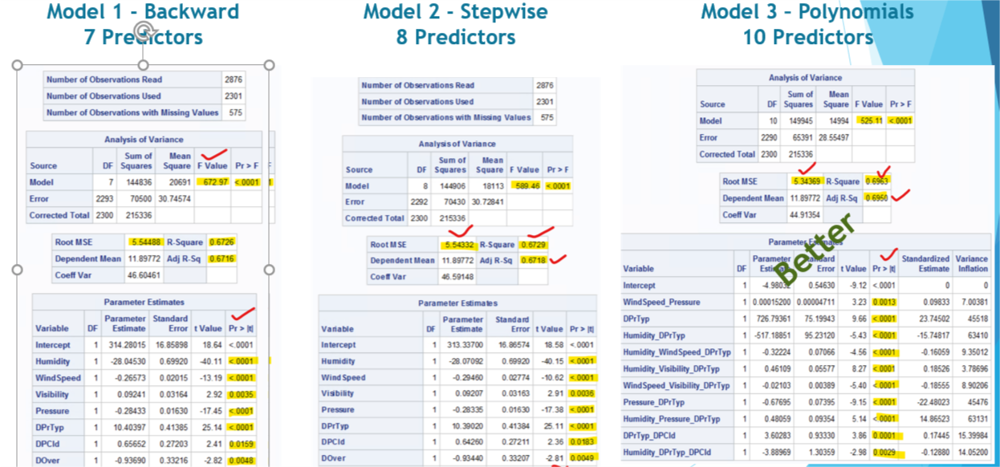 Model 1 - Backward
7 Predictors
Number of Observations Read 2876
Number of Observations Used 2301
Number of Observations with Missing Values 575
Analysis of Variance
Source DF Sum of Squares Mean Square F Value Pr > F
Model 7 144836 20691 672.97 <.0001
Error 2293 70500 30.74574
Corrected Total 2300 215336
Root MSE 5.54488 R-Square 0.6726
Dependent Mean 11.89772 Adj R-Sq 0.6716
Coeff Var 46.60461
Parameter Estimates
Variable DF Parameter Estimate Standard Error t Value Pr > |t|
Intercept 1 314.28015 16.85898 18.64 <.0001
Humidity 1 -28.04530 0.69920 -40.11 <.0001
WindSpeed 1 -0.26573 0.02015 -13.19 <.0001
Visibility 1 0.09241 0.03164 2.92 0.0035
Pressure 1 -0.28433 0.01630 -17.45 <.0001
DPrTyp 1 10.40397 0.41385 25.14 <.0001
DPCld 1 0.65652 0.27203 2.41 0.0159
DOver 1 -0.93690 0.33216 -2.82 0.0048
Model 2 - Stepwise
8 Predictors
Number of Observations Read 2876
Number of Observations Used 2301
Number of Observations with Missing Values 575
Analysis of Variance
Source DF Sum of Squares Mean Square F Value Pr > F
Model 8 144906 18113 589.46 <.0001
Error 2292 70430 30.72841
Corrected Total 2300 215336
Root MSE 5.54332 R-Square 0.6729
Dependent Mean 11.89772 Adj R-Sq 0.6718
Coeff Var 46.59148
Parameter Estimates
Variable DF Parameter Estimate Standard Error t Value Pr > |t|
Intercept 1 313.33700 16.86574 18.58 <.0001
Humidity 1 -28.07092 0.69920 -40.15 <.0001
WindSpeed 1 -0.29460 0.02774 -10.62 <.0001
Visibility 1 0.09207 0.03163 2.91 0.0036
Pressure 1 -0.28335 0.01630 -17.38 <.0001
DPrTyp 1 10.39020 0.41384 25.11 <.0001
DPCld 1 0.64260 0.27211 2.36 0.0183
DOver 1 -0.93440 0.33207 -2.81 0.0049
Model 3 – Polynomials
10 Predictors
Analysis of Variance
Source DF Sum of Squares Mean Square F Value Pr > F
Model 10 149945 14994 525.11 <.0001
Error 2290 65391 28.55497
Corrected Total 2300 215336
Root MSE 5.34369 R-Square 0.6963
Dependent Mean 11.89772 Adj R-Sq 0.6950
Coeff Var 44.91354
Better
Parameter Estimates
Variable DF Parameter Estimate Standard Error t Value Pr > |t| Standardized Estimate Variance Inflation
Intercept 1 -4.98032 0.54630 -9.12 <.0001 0 0
WindSpeed_Pressure 1 0.00015200 0.00004711 3.23 0.0013 0.09833 7.00381
DPrTyp 1 726.79361 75.19943 9.66 <.0001 23.74502 45518
Humidity_DPrTyp 1 -517.18851 95.23120 -5.43 <.0001 -15.74817 63410
Humidity_WindSpeed_DPrTyp 1 -0.32224 0.07066 -4.56 <.0001 -0.16059 9.35012
Humidity_Visibility_DPrTyp 1 0.46109 0.05577 8.27 <.0001 0.18526 3.78696
WindSpeed_Visibility_DPrTyp 1 -0.02103 0.00389 -5.40 <.0001 -0.18555 8.90206
Pressure_DPrTyp 1 -0.67695 0.07395 -9.15 <.0001 -22.48023 45476
Humidity_Pressure_DPrTyp 1 0.48059 0.09354 5.14 <.0001 14.86523 63131
DPrTyp_DPCld 1 3.60283 0.93330 3.86 0.0001 0.17445 15.39984
Humidity_DPrTyp_DPCld 1 -3.88969 1.30359 -2.98 0.0029 -0.12880 14.05200